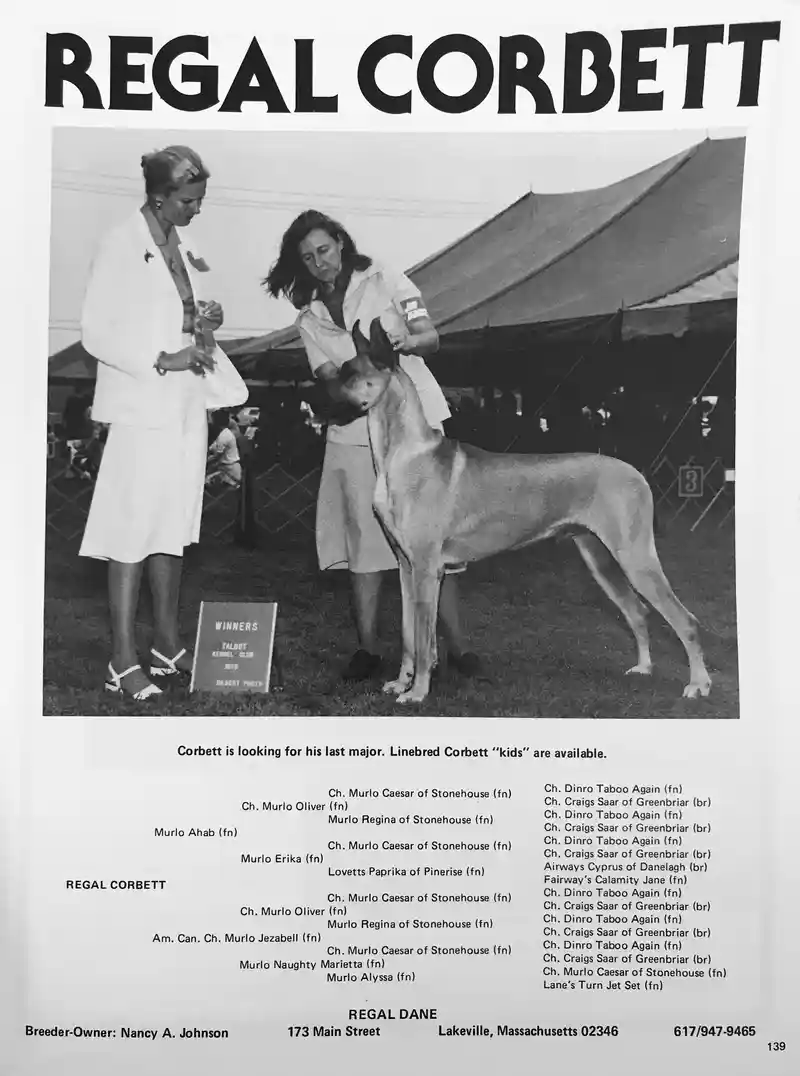 REGAL CORBETT
3
WINNERS
TALBOT
KENNEL CLUB
GILBERT PHOTO
Corbett is looking for his last major. Linebred Corbett "kids" are available.
Ch. Murlo Caesar of Stonehouse (fn)
Ch. Murlo Oliver (fn)
Murlo Regina of Stonehouse (fn)
Murlo Ahab (fn)
Ch. Murlo Caesar of Stonehouse (fn)
Murlo Erika (fn)
Lovetts Paprika of Pinerise (fn)
REGAL CORBETT
Ch. Murlo Caesar of Stonehouse (fn)
Ch. Murlo Oliver (fn)
Murlo Regina of Stonehouse (fn)
Am. Can. Ch. Murlo Jezabell (fn)
Ch. Murlo Caesar of Stonehouse (fn)
Murlo Naughty Marietta (fn)
Murlo Alyssa (fn)
Ch. Dinro Taboo Again (fn)
Ch. Craigs Saar of Greenbriar (br)
Ch. Dinro Taboo Again (fn)
Ch. Craigs Saar of Greenbriar (br)
Ch. Dinro Taboo Again (fn)
Ch. Craigs Saar of Greenbriar (br)
Airways Cyprus of Danelagh (br)
Fairway's Calamity Jane (fn)
Ch. Dinro Taboo Again (fn)
Ch. Craigs Saar of Greenbriar (br)
Ch. Dinro Taboo Again (fn)
Ch. Craigs Saar of Greenbriar (br)
Ch. Dinro Taboo Again (fn)
Ch. Craigs Saar of Greenbriar (br)
Ch. Murlo Caesar of Stonehouse (fn)
Lane's Turn Jet Set (fn)
REGAL DANE
Breeder-Owner: Nancy A. Johnson 173 Main Street Lakeville, Massachusetts 02346 617/947-9465
139